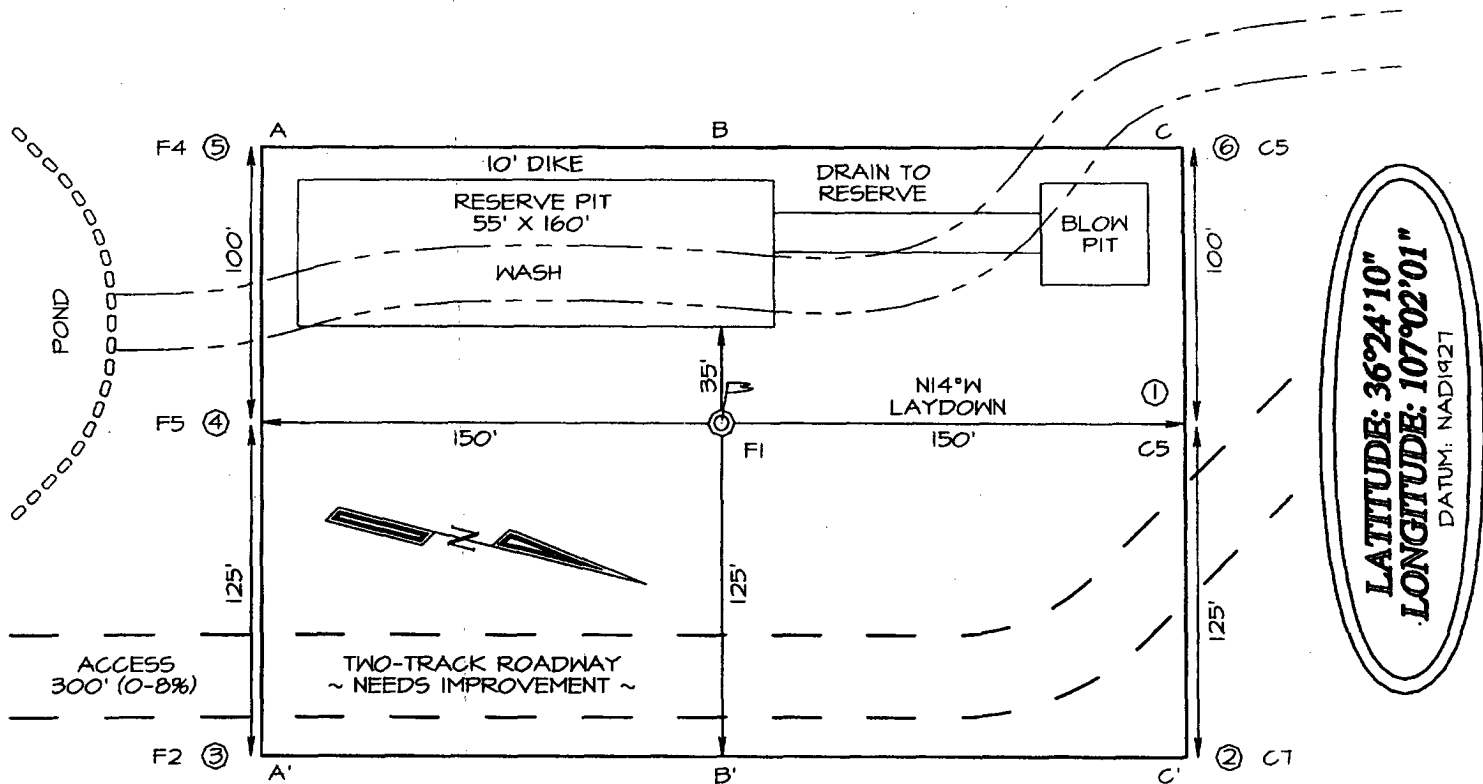 A
B
C
F4 ⑤
⑥ C5
10' DIKE
RESERVE PIT
55' X 160'
DRAIN TO
RESERVE
BLOW
PIT
WASH
100'
100'
POND
35'
N14°W
LAYDOWN
①
F5 ④
150'
F1
150'
C5
N
125'
125'
125'
ACCESS
300' (0-8%)
TWO-TRACK ROADWAY
~ NEEDS IMPROVEMENT ~
F2 ③
② C7
A'
B'
C'
LATITUDE: 36°24'10"
LONGITUDE: 107°02'01"
DATUM: NAD1927